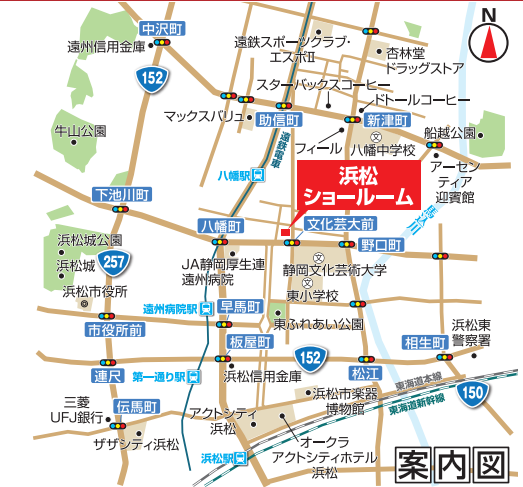 中沢町
遠州信用金庫
152
遠鉄スポーツクラブ・
エスポⅡ
杏林堂
ドラッグストア
N
スターバックスコーヒー
ドトールコーヒー
マックスバリュ
助信町
新津町
牛山公園
遠鉄電車
フィール
文
八幡中学校
船越公園
アーセン
ティア
迎賓館
八幡駅
浜松
ショールーム
下池川町
八幡町
文化芸大前
野口町
馬込川
浜松城公園
浜松城
257
浜松市役所
JA静岡厚生連
遠州病院
文
静岡文化芸術大学
文
東小学校
遠州病院駅
早馬町
東ふれあい公園
市役所前
板屋町
152
松江
相生町
浜松東
警察署
連尺
第一通り駅
浜松信用金庫
三菱
UFJ銀行
伝馬町
ザザシティ浜松
アクトシティ
浜松
浜松市楽器
博物館
東海道本線
東海道新幹線
150
オークラ
アクトシティホテル
浜松
浜松駅
案内図